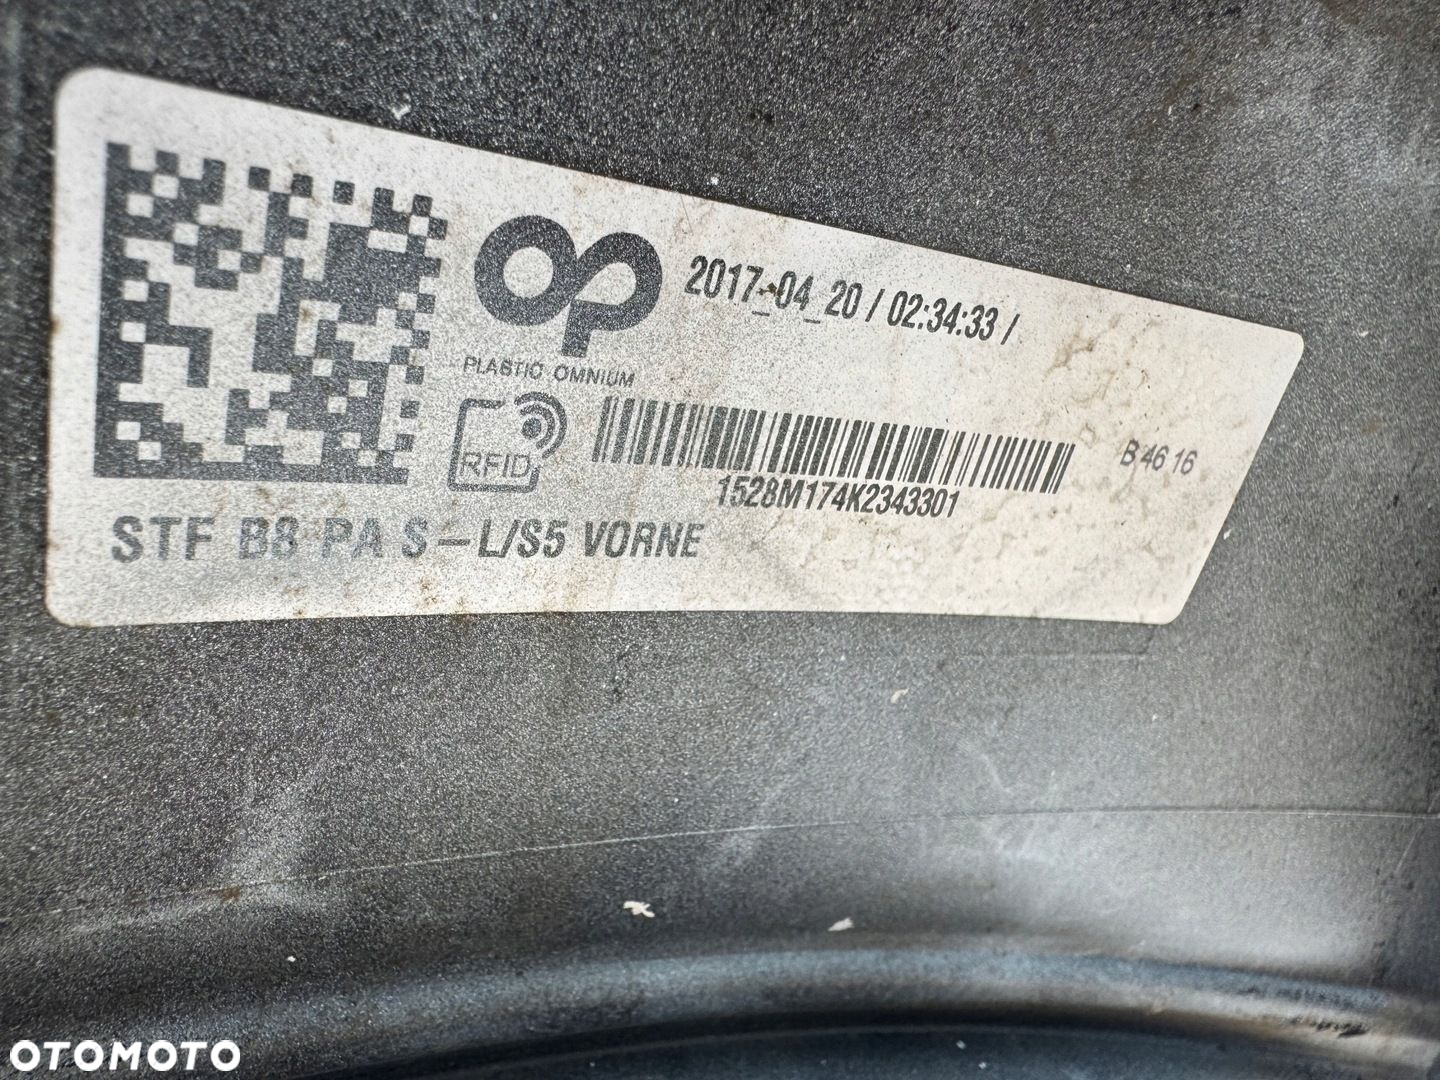 2017_04_20 / 02:34:33 /
PLASTIC OMNIUM
RFID
B 46 16
1528M174K2343301
STF B8 PA S-L/S5 VORNE
OTOMOTO